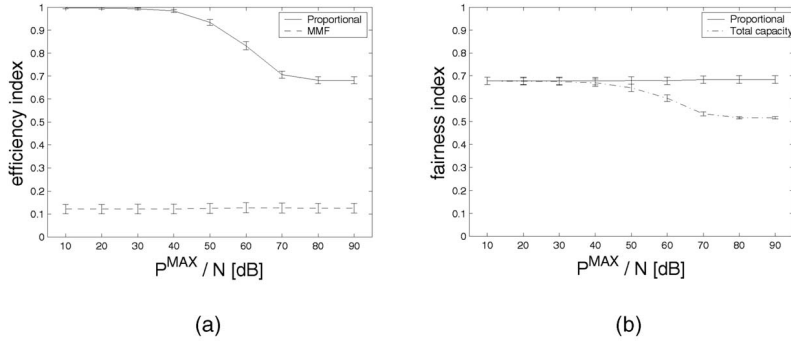 1
0.9
0.8
0.7
0.6
0.5
0.4
0.3
0.2
0.1
0
efficiency index
Proportional
MMF
10 20 30 40 50 60 70 80 90
P^MAX / N [dB]
(a)
1
0.9
0.8
0.7
0.6
0.5
0.4
0.3
0.2
0.1
0
fairness index
Proportional
Total capacity
10 20 30 40 50 60 70 80 90
P^MAX / N [dB]
(b)